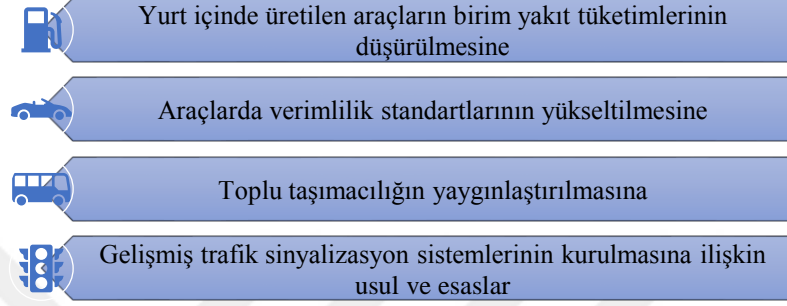 Yurt içinde üretilen araçların birim yakıt tüketimlerinin
düşürülmesine
Araçlarda verimlilik standartlarının yükseltilmesine
Toplu taşımacılığın yaygınlaştırılmasına
Gelişmiş trafik sinyalizasyon sistemlerinin kurulmasına ilişkin
usul ve esaslar